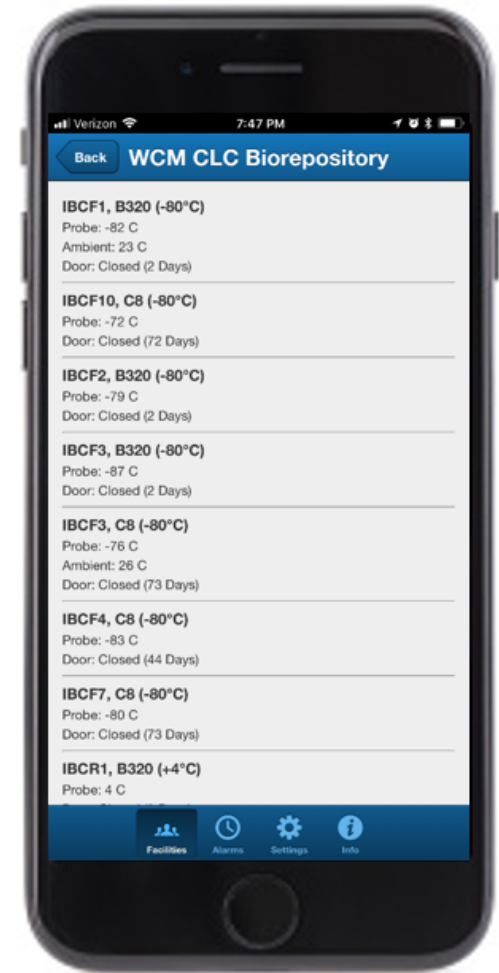 Verizon 7:47 PM
Back WCM CLC Biorepository
IBCF1, B320 (-80°C)
Probe: -82 C
Ambient: 23 C
Door: Closed (2 Days)
IBCF10, C8 (-80°C)
Probe: -72 C
Door: Closed (72 Days)
IBCF2, B320 (-80°C)
Probe: -79 C
Door: Closed (2 Days)
IBCF3, B320 (-80°C)
Probe: -87 C
Door: Closed (2 Days)
IBCF3, C8 (-80°C)
Probe: -76 C
Ambient: 26 C
Door: Closed (73 Days)
IBCF4, C8 (-80°C)
Probe: -83 C
Door: Closed (44 Days)
IBCF7, C8 (-80°C)
Probe: -80 C
Door: Closed (73 Days)
IBCR1, B320 (+4°C)
Probe: 4 C
Facilities Alarms Settings Info